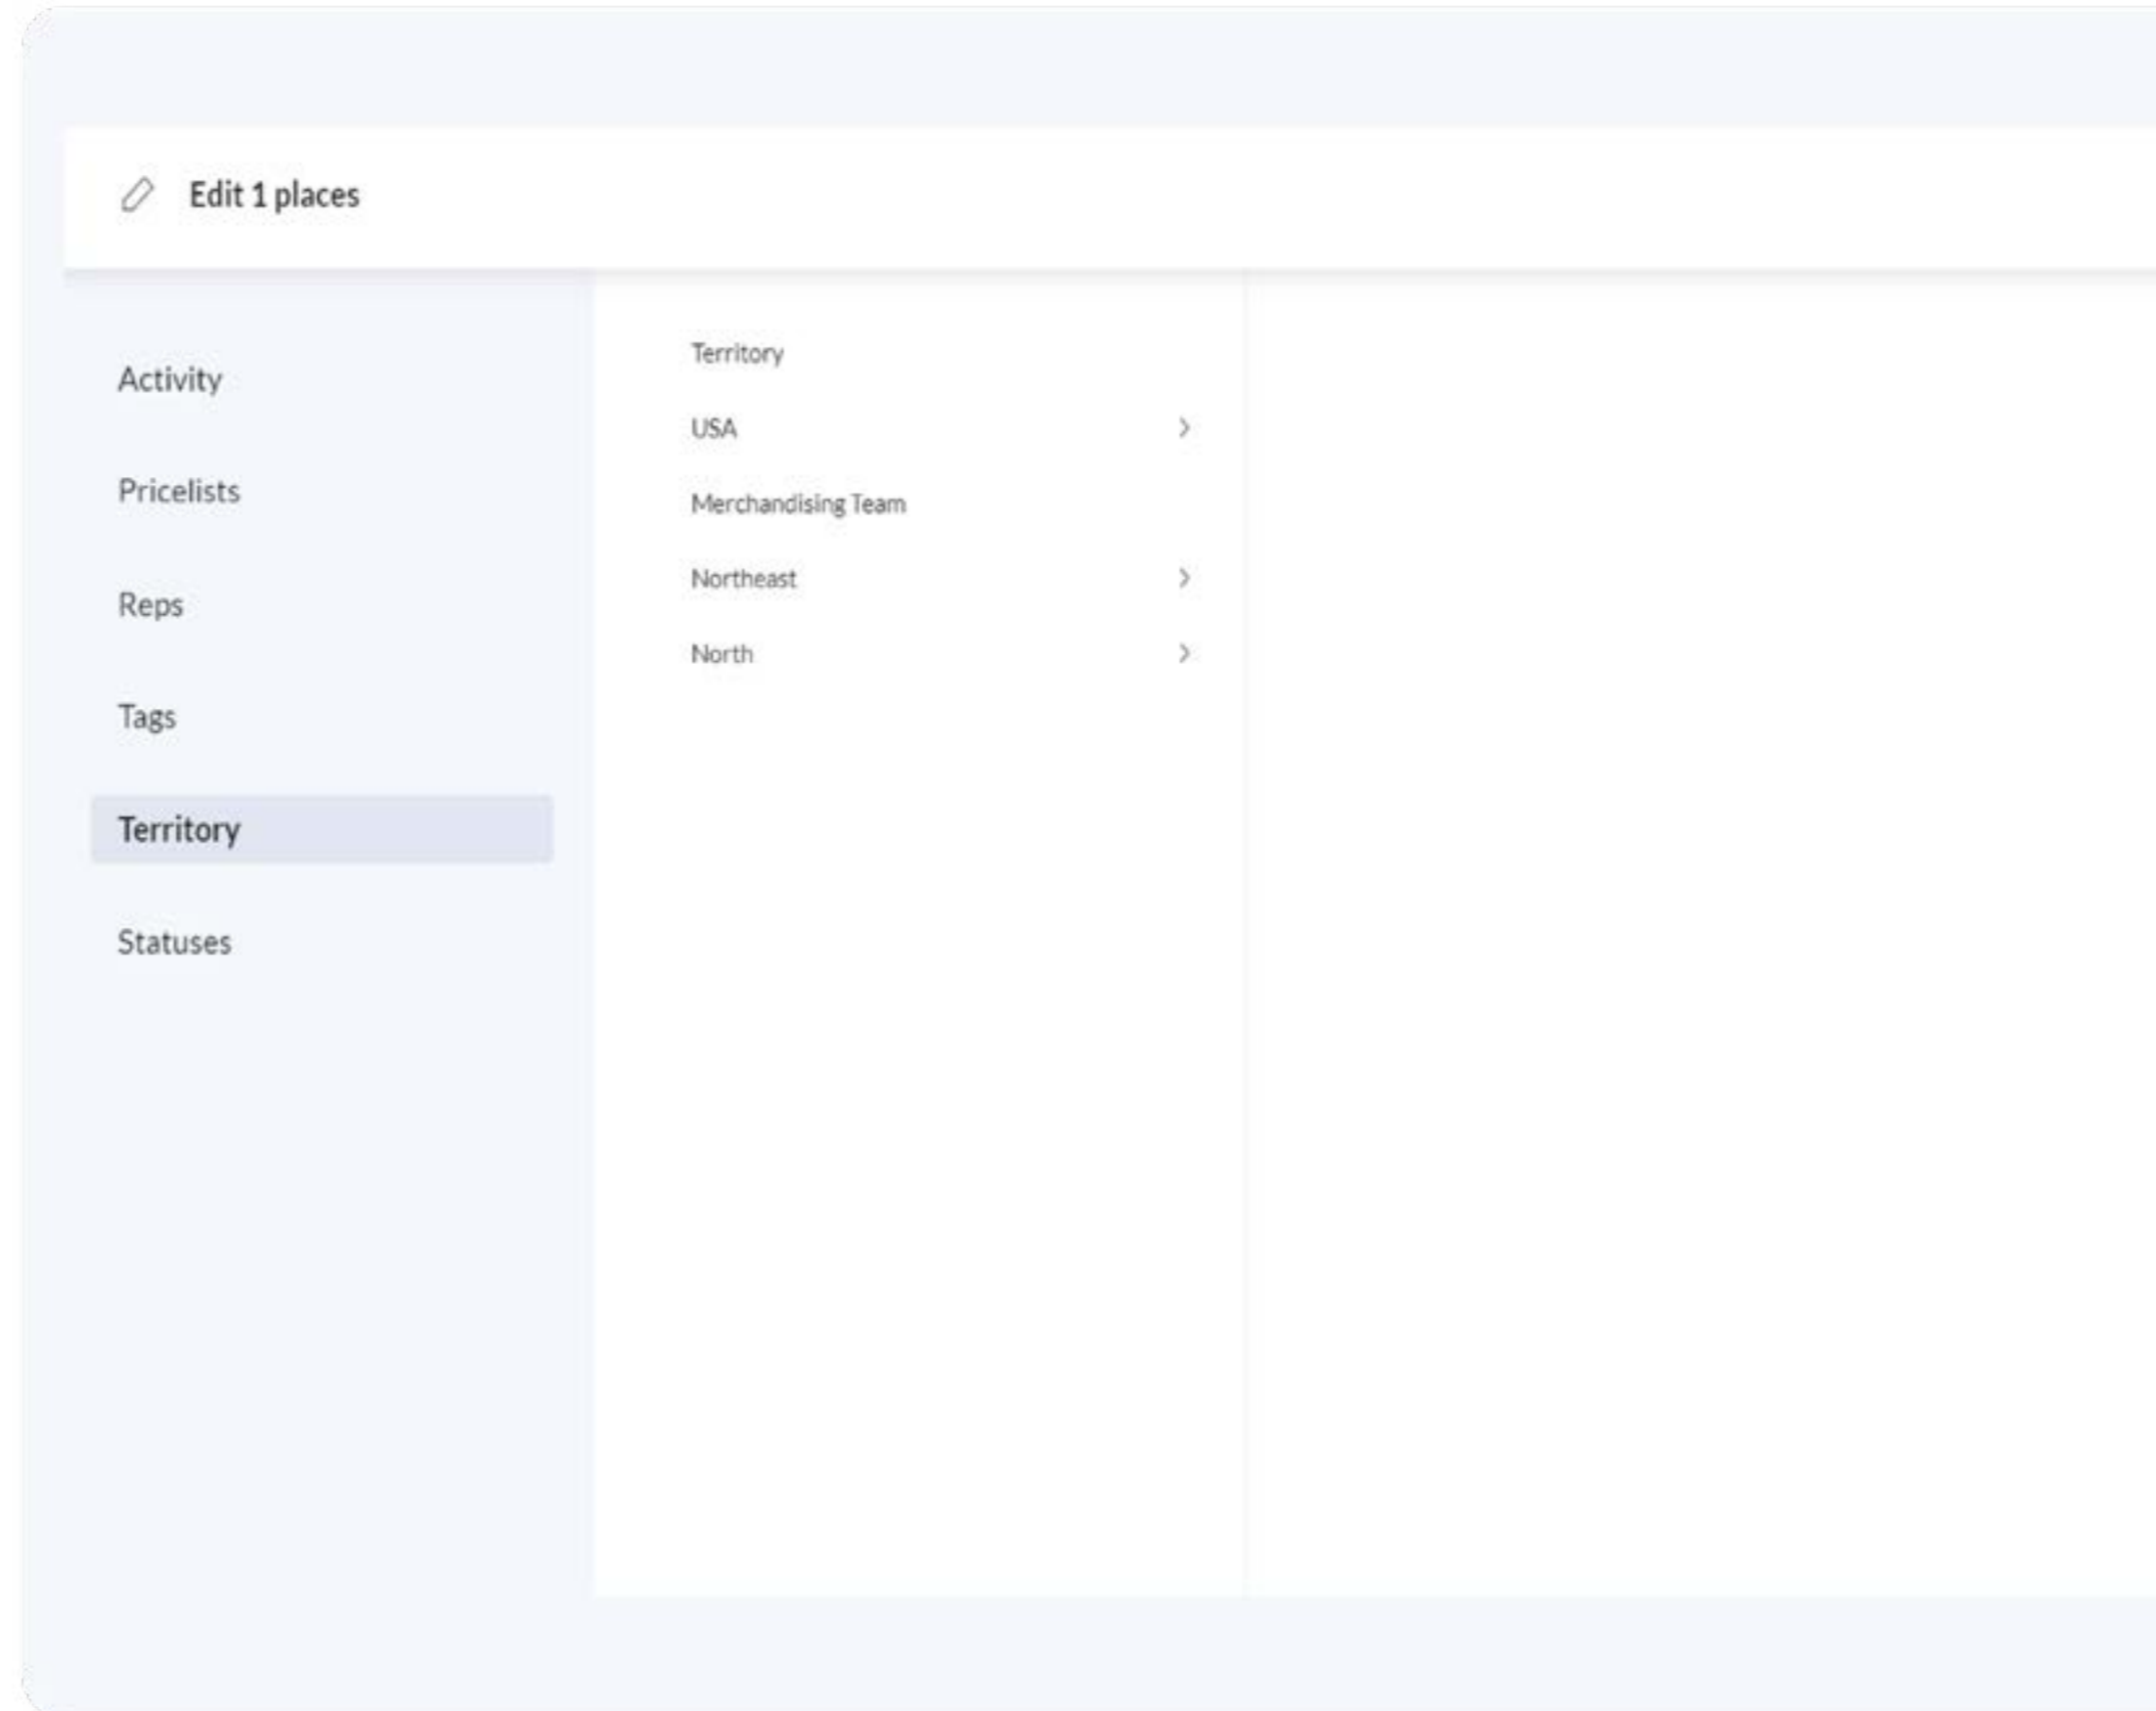 Edit 1 places
Activity
Pricelists
Reps
Tags
Territory
Statuses
Territory
USA
Merchandising Team
Northeast
North